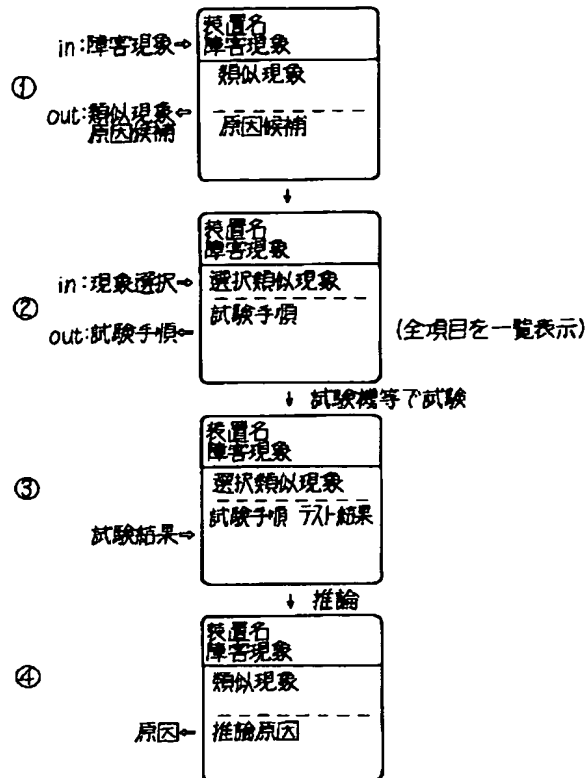 装置名
in:障害現象⇨ 障害現象
①
類似現象
out:類似現象⇦
原因候補 原因候補
↓
装置名
障害現象
②
in:現象選択⇨ 選択類似現象
out:試験手順⇦ 試験手順 (全項目を一覧表示)
↓ 試験機等で試験
装置名
障害現象
③
選択類似現象
試験結果⇨ 試験手順 テスト結果
↓ 推論
装置名
障害現象
④
類似現象
原因⇦ 推論原因